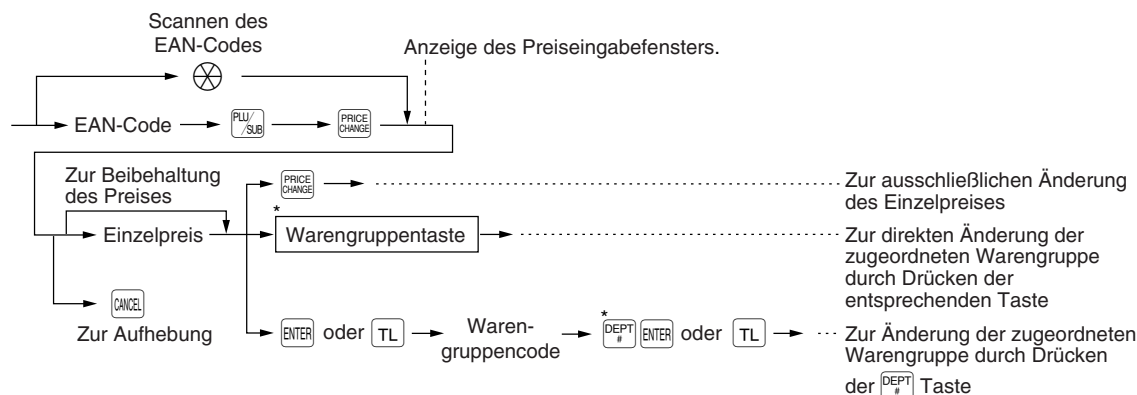 Scannen des
EAN-Codes
Anzeige des Preiseingabefensters.
EAN-Code PLU/SUB PRICE CHANGE
Zur Beibehaltung
des Preises
PRICE CHANGE
Zur ausschließlichen Änderung
des Einzelpreises
*
Einzelpreis Warengruppentaste
Zur direkten Änderung der
zugeordneten Warengruppe
durch Drücken der
entsprechenden Taste
CANCEL
Zur Aufhebung
*
ENTER oder TL Waren-
gruppencode
DEPT # ENTER oder TL
Zur Änderung der zugeordneten
Warengruppe durch Drücken
der DEPT # Taste